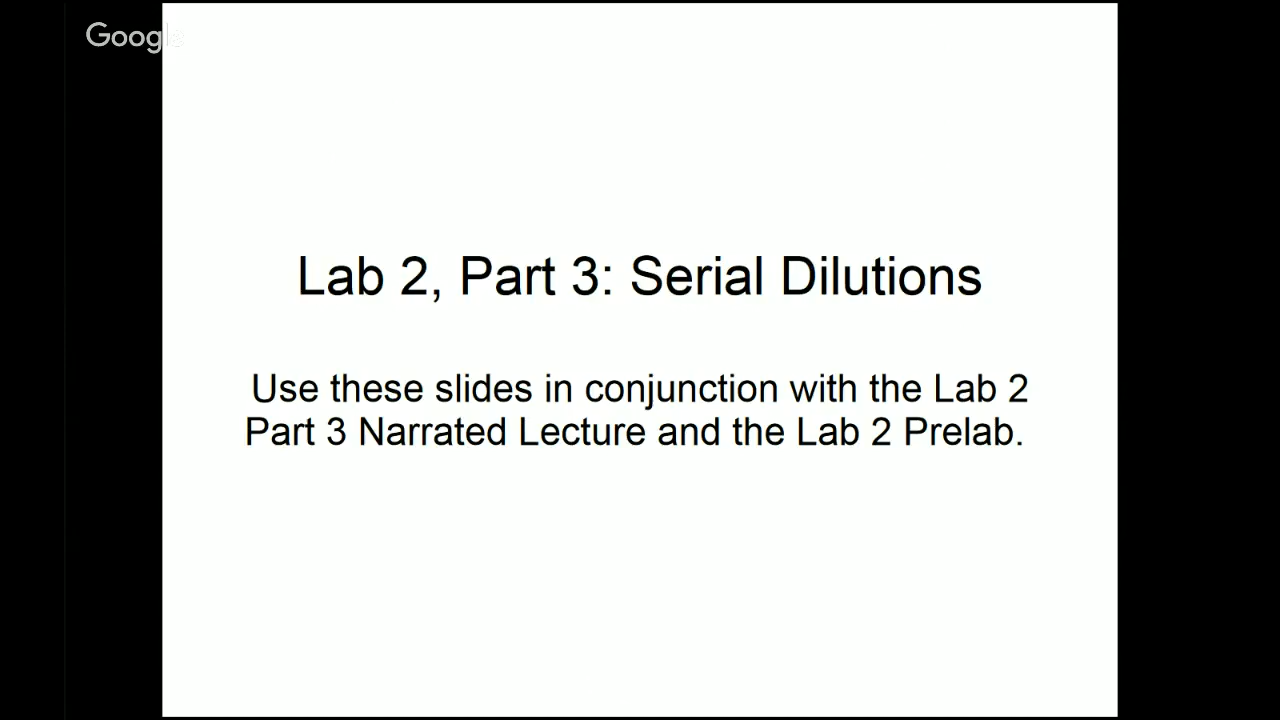 Google
Lab 2, Part 3: Serial Dilutions
Use these slides in conjunction with the Lab 2
Part 3 Narrated Lecture and the Lab 2 Prelab.